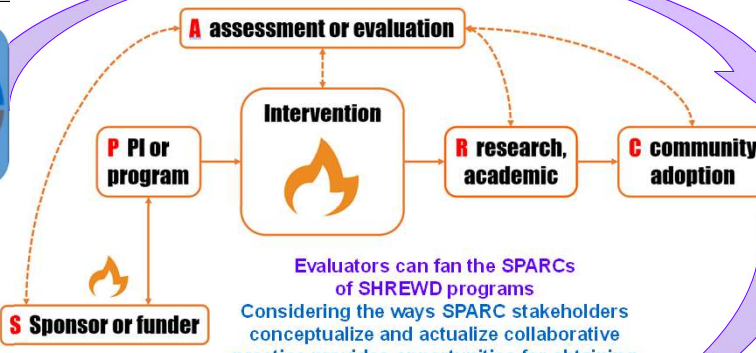 A assessment or evaluation
Intervention
P PI or
program
R research,
academic
C community
adoption
S Sponsor or funder
Evaluators can fan the SPARCs
of SHREWD programs
Considering the ways SPARC stakeholders
conceptualize and actualize collaborative